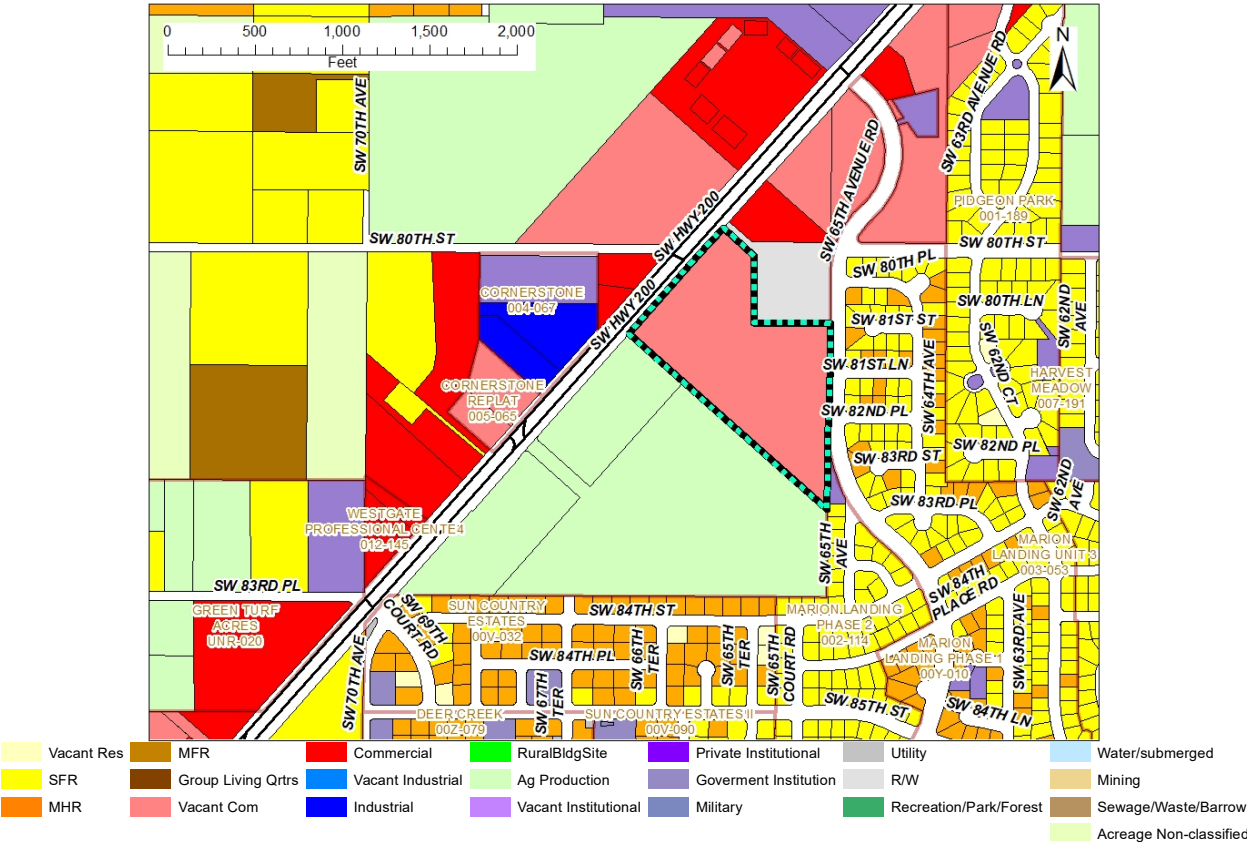 0 500 1,000 1,500 2,000
Feet
N
SW 70TH AVE
SW 63RD AVENUE RD
SW 65TH AVENUE RD
PIDGEON PARK
001-189
SW HWY 200
SW 80TH ST
SW 80TH ST
SW 80TH PL
CORNERSTONE
004-067
SW HWY 200
SW 80TH LN
SW 62ND
AVE
SW 81ST ST
SW 81ST LN
SW 64TH AVE
SW 62ND CT
HARVEST
MEADOW
007-191
CORNERSTONE
REPLAT
005-065
SW 82ND PL
SW 82ND PL
SW 83RD ST
SW 62ND
AVE
SW 83RD PL
WESTGATE
PROFESSIONAL CENTE4
012-145
SW 65TH
AVE
MARION
LANDING UNIT 3
003-053
SW 83RD PL
SW 84TH
PLACE RD
GREEN TURF
ACRES
UNR-020
SW 69TH
COURT RD
SUN COUNTRY
ESTATES
00V-032
SW 84TH ST
MARION LANDING
PHASE 2
002-114
SW 63RD AVE
SW 84TH PL
SW 66TH
TER
SW 65TH
TER
SW 65TH
COURT RD
MARION
LANDING PHASE 1
00Y-010
SW 70TH AVE
SW 67TH
TER
SW 85TH ST
SW 84TH LN
DEER CREEK
00Z-079
SUN COUNTRY ESTATES II
00V-090
Vacant Res
SFR
MHR
MFR
Group Living Qrtrs
Vacant Com
Commercial
Vacant Industrial
Industrial
RuralBldgSite
Ag Production
Vacant Institutional
Private Institutional
Goverment Institution
Military
Utility
R/W
Recreation/Park/Forest
Water/submerged
Mining
Sewage/Waste/Barrow
Acreage Non-classified